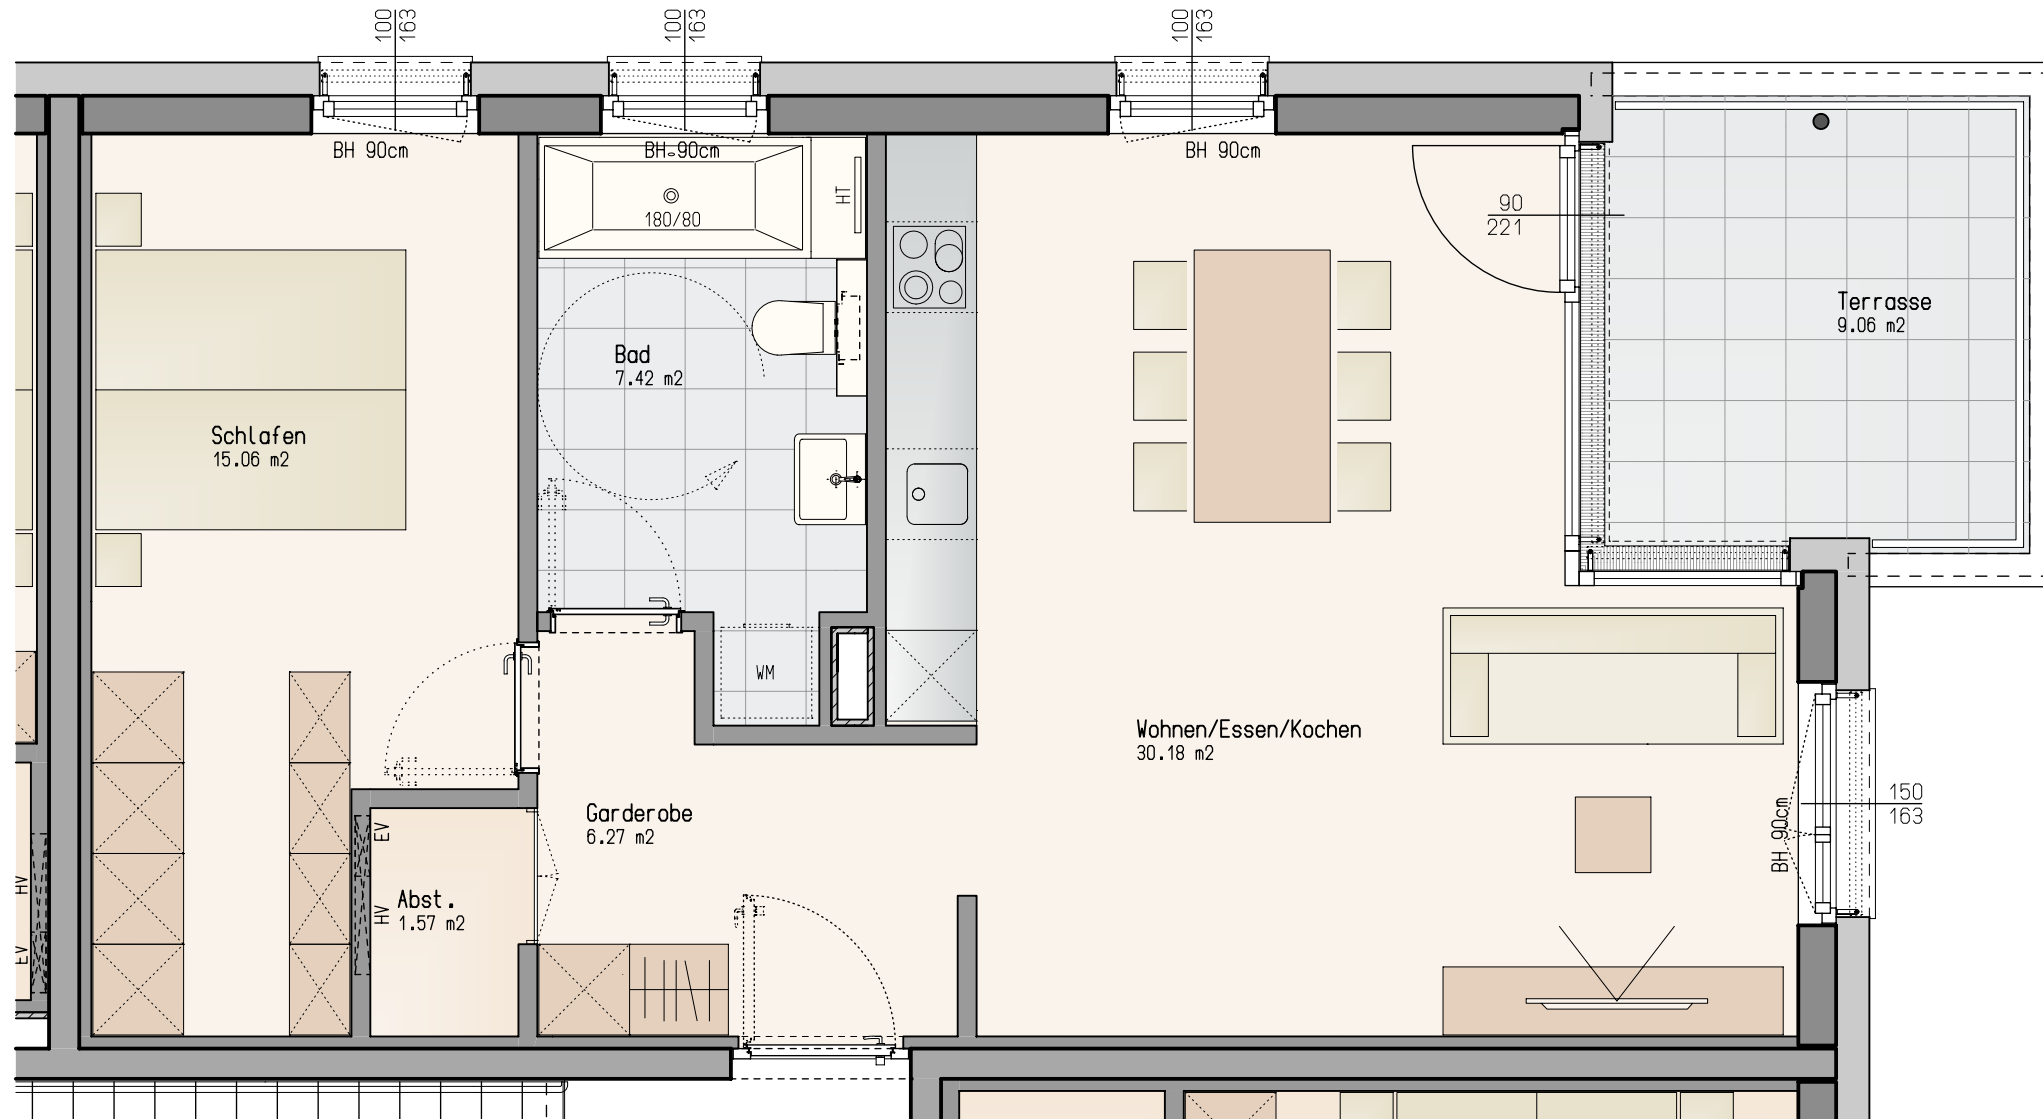 100
163
100
163
100
163
BH 90cm
BH 90cm
BH 90cm
HT
180/80
90
221
Terrasse
9.06 m2
Bad
7.42 m2
Schlafen
15.06 m2
WM
Wohnen/Essen/Kochen
30.18 m2
150
163
BH 90cm
Garderobe
6.27 m2
EV
HV
Abst.
1.57 m2
HV
EV